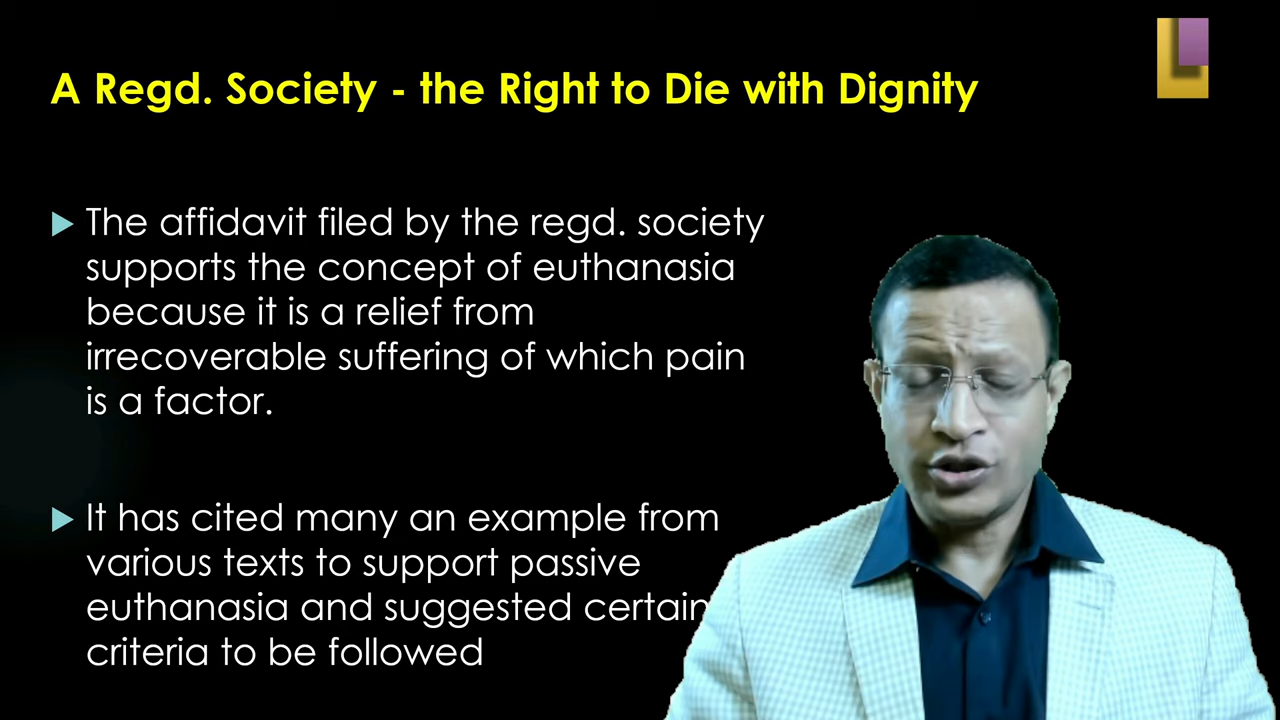 A Regd. Society - the Right to Die with Dignity
The affidavit filed by the regd. society
supports the concept of euthanasia
because it is a relief from
irrecoverable suffering of which pain
is a factor.
It has cited many an example from
various texts to support passive
euthanasia and suggested certain
criteria to be followed